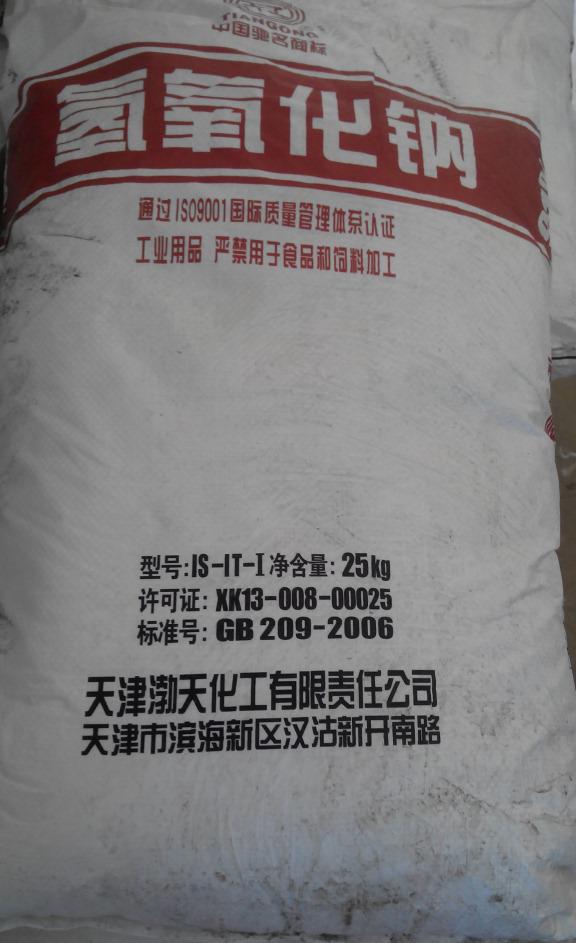 TIANGONG
中国驰名商标
氢氧化钠
通过ISO9001国际质量管理体系认证
工业用品 严禁用于食品和饲料加工
型号:IS-IT-I 净含量: 25kg
许可证: XK13-008-00025
标准号: GB 209-2006
天津渤天化工有限责任公司
天津市滨海新区汉沽新开南路